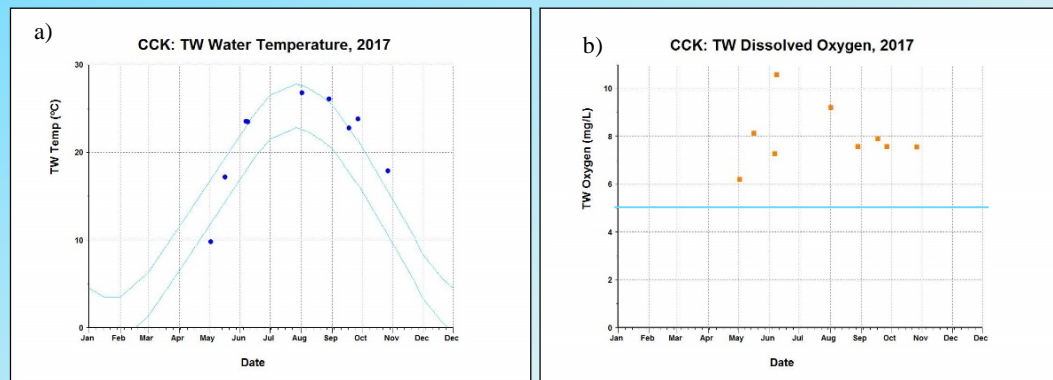 a)
CCK: TW Water Temperature, 2017
30
20
10
0
TW Temp (ºC)
Jan Feb Mar Apr May Jun Jul Aug Sep Oct Nov Dec Dec
Date
b)
CCK: TW Dissolved Oxygen, 2017
10
8
6
4
2
0
TW Oxygen (mg/L)
Jan Feb Mar Apr May Jun Jul Aug Sep Oct Nov Dec Dec
Date